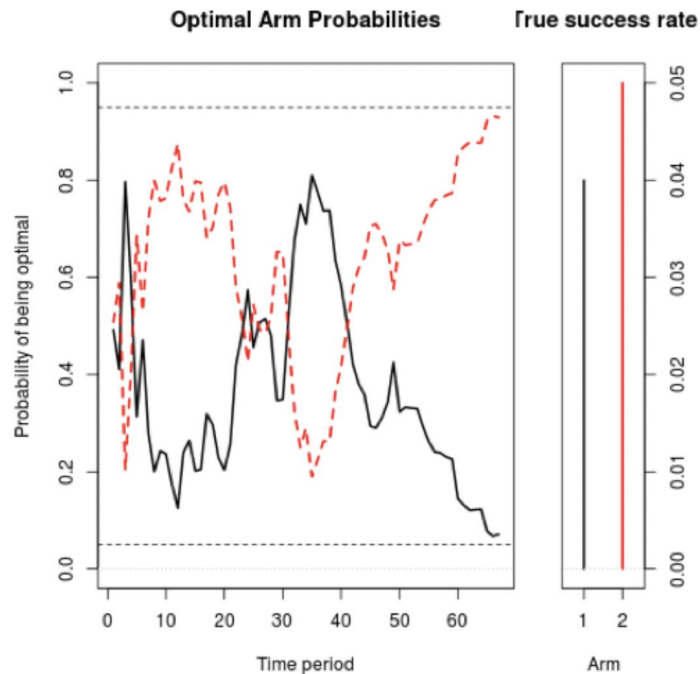 Optimal Arm Probabilities
True success rate
Probability of being optimal
0.0 0.2 0.4 0.6 0.8 1.0
0 10 20 30 40 50 60
Time period
0.00 0.01 0.02 0.03 0.04 0.05
1 2
Arm